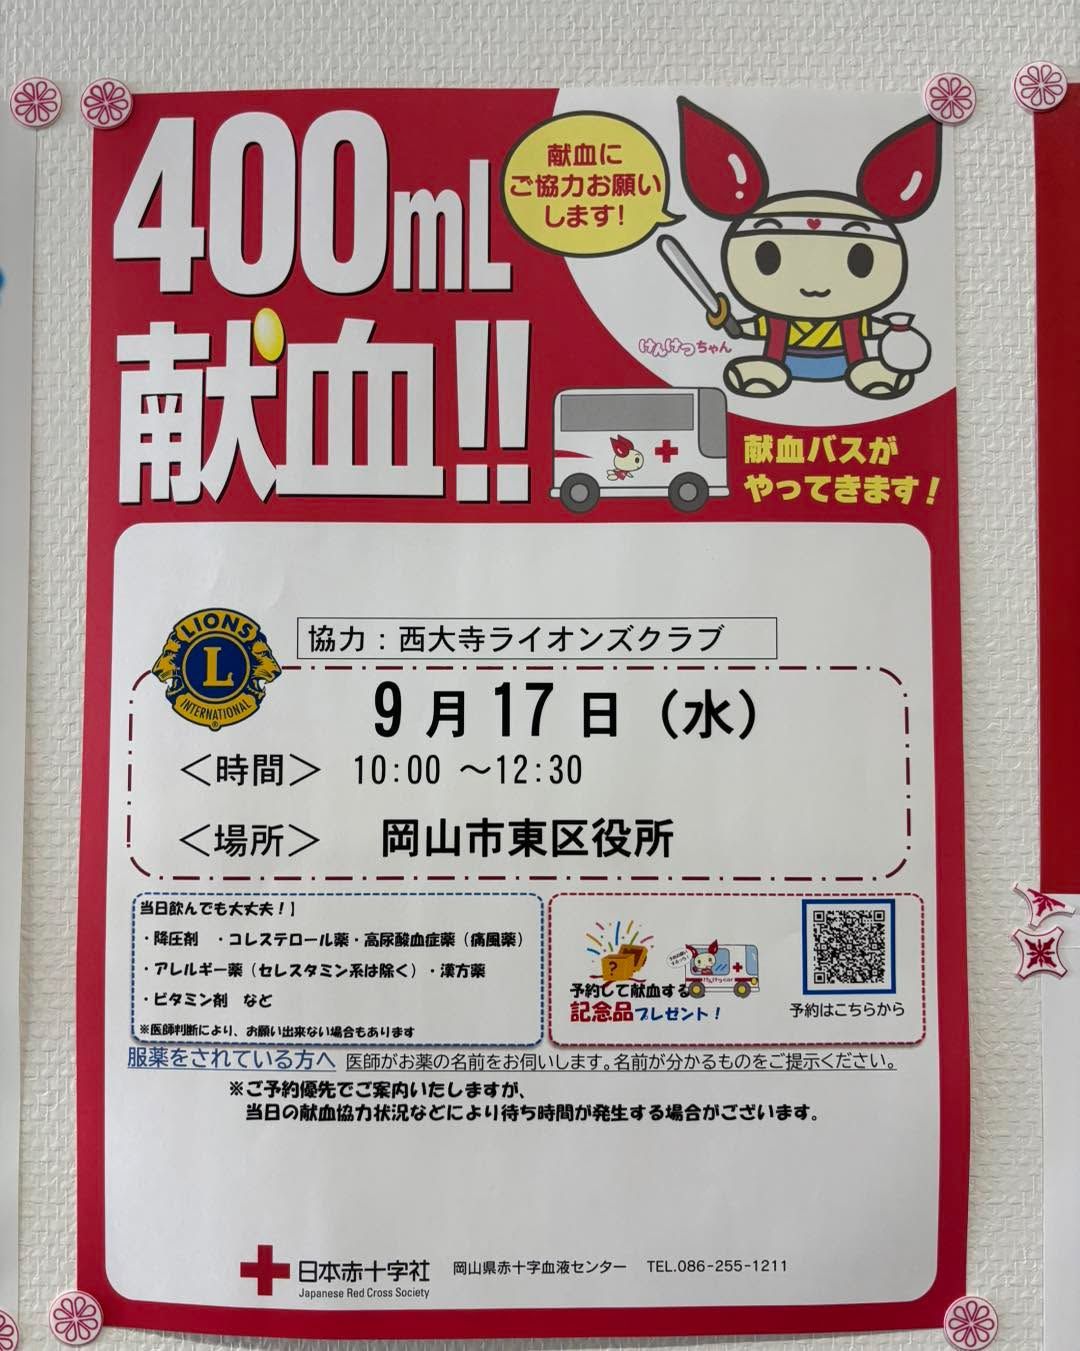 400mL
献血!!
献血に
ご協力お願い
します!
けんけつちゃん
献血バスが
やってきます!
LIONS
L
INTERNATIONAL
協力：西大寺ライオンズクラブ
9月17日（水）
＜時間＞ 10:00 ～12:30
＜場所＞ 岡山市東区役所
当日飲んでも大丈夫！】
・降圧剤 ・コレステロール薬・高尿酸血症薬（痛風薬）
・アレルギー薬（セレスタミン系は除く）・漢方薬
・ビタミン剤 など
※医師判断により、お願い出来ない場合もあります
?
予約して献血する
記念品プレゼント！
予約はこちらから
服薬をされている方へ 医師がお薬の名前をお伺いします。名前が分かるものをご提示ください。
※ご予約優先でご案内いたしますが、
当日の献血協力状況などにより待ち時間が発生する場合がございます。
日本赤十字社
Japanese Red Cross Society
岡山県赤十字血液センター TEL.086-255-1211